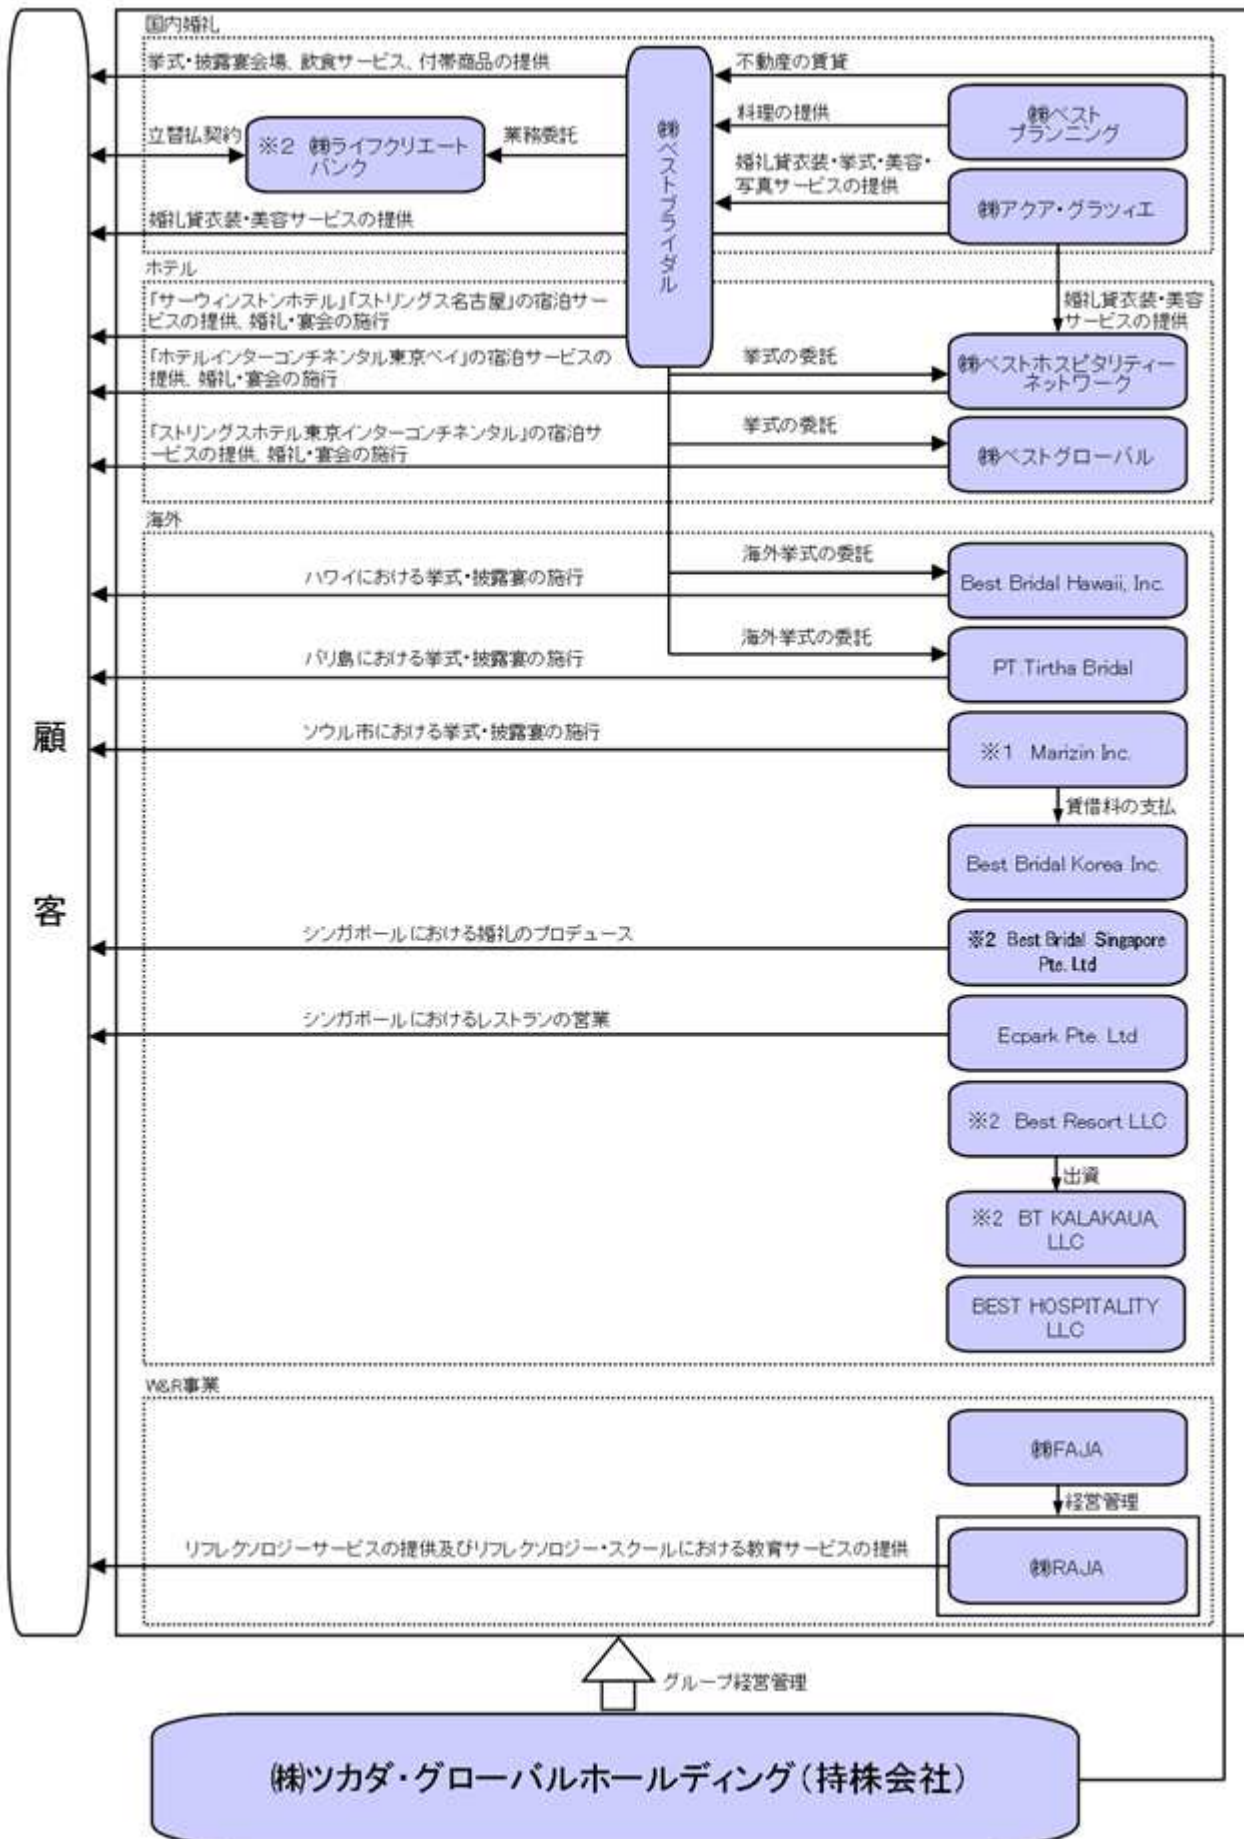 国内婚礼
挙式・披露宴会場、飲食サービス、付帯商品の提供
不動産の賃貸
料理の提供
㈱ベスト
プランニング
立替払契約
※2 ㈱ライフクリエート
バンク
業務委託
㈱ベストブライダル
婚礼貸衣装・挙式・美容・
写真サービスの提供
㈱アクア・グラツィエ
婚礼貸衣装・美容サービスの提供
ホテル
「サーウィンストンホテル」「ストリングス名古屋」の宿泊サー
ビスの提供、婚礼・宴会の施行
婚礼貸衣装・美容
サービスの提供
「ホテルインターコンチネンタル東京ベイ」の宿泊サービスの
提供、婚礼・宴会の施行
挙式の委託
㈱ベストホスピタリティー
ネットワーク
「ストリングスホテル東京インターコンチネンタル」の宿泊サ
ービスの提供、婚礼・宴会の施行
挙式の委託
㈱ベストグローバル
海外
海外挙式の委託
ハワイにおける挙式・披露宴の施行
Best Bridal Hawaii, Inc.
海外挙式の委託
バリ島における挙式・披露宴の施行
PT.Tirtha Bridal
ソウル市における挙式・披露宴の施行
※1 Marizin Inc.
賃借料の支払
Best Bridal Korea Inc.
シンガポールにおける婚礼のプロデュース
※2 Best Bridal Singapore
Pte. Ltd
シンガポールにおけるレストランの営業
Ecpark Pte. Ltd
※2 Best Resort LLC
出資
※2 BT KALAKAUA,
LLC
BEST HOSPITALITY
LLC
顧客
W&R事業
㈱FAJA
経営管理
リフレクソロジーサービスの提供及びリフレクソロジー・スクールにおける教育サービスの提供
㈱RAJA
グループ経営管理
㈱ツカダ・グローバルホールディング（持株会社）